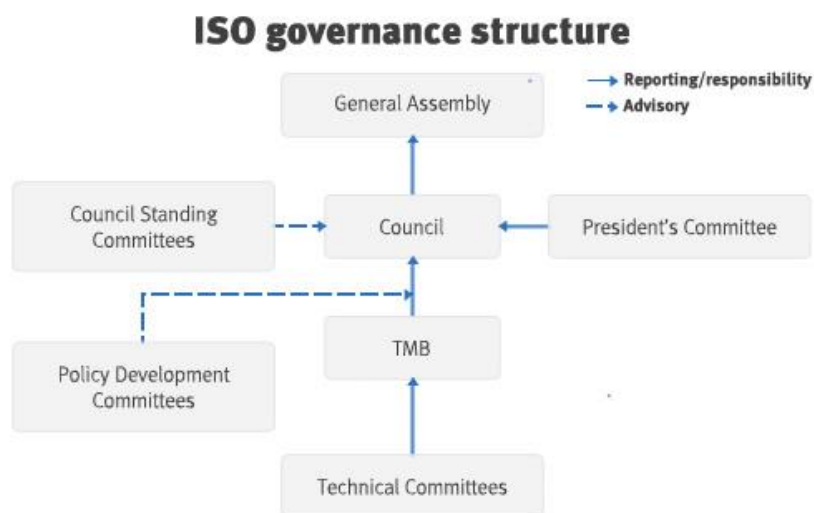 ISO governance structure
Reporting/responsibility
Advisory
General Assembly
Council Standing
Committees
Council
President's Committee
Policy Development
Committees
TMB
Technical Committees